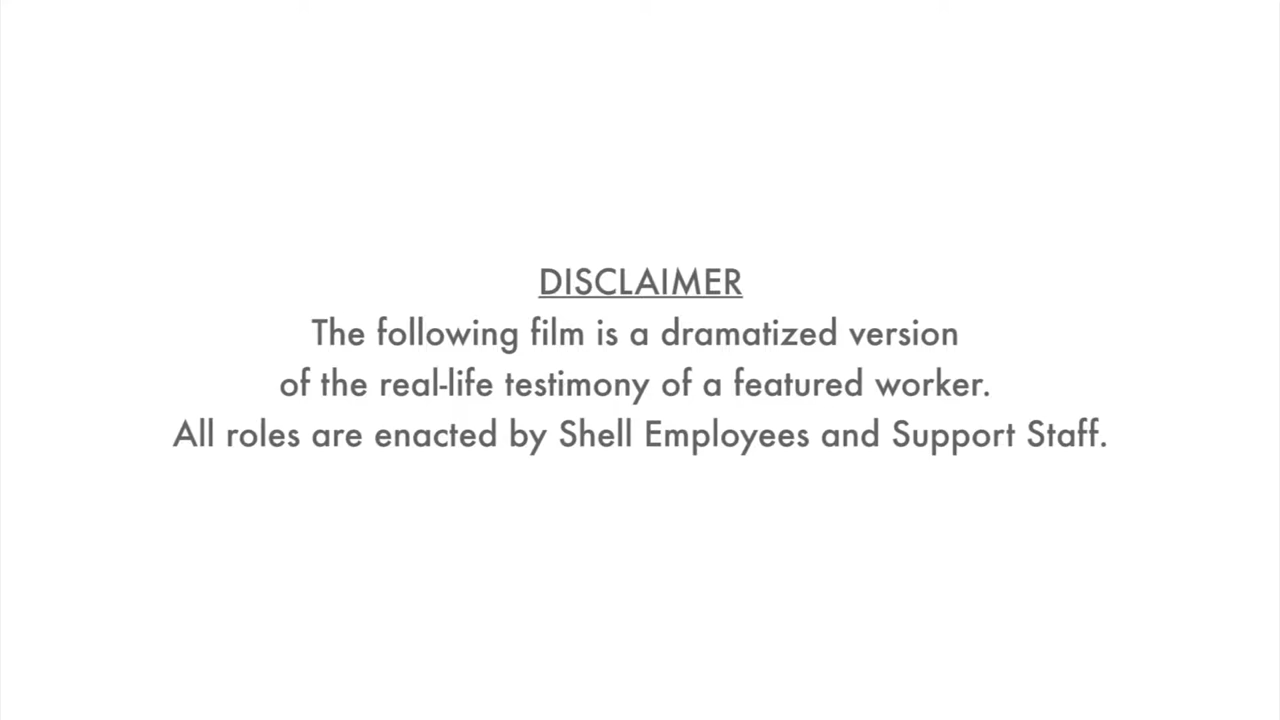 DISCLAIMER
The following film is a dramatized version
of the real-life testimony of a featured worker.
All roles are enacted by Shell Employees and Support Staff.